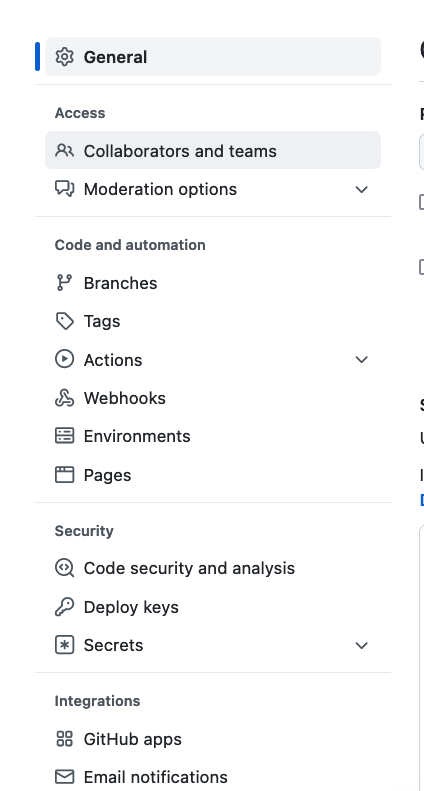 General
Access
Collaborators and teams
Moderation options
Code and automation
Branches
Tags
Actions
Webhooks
Environments
Pages
Security
Code security and analysis
Deploy keys
Secrets
Integrations
GitHub apps
Email notifications